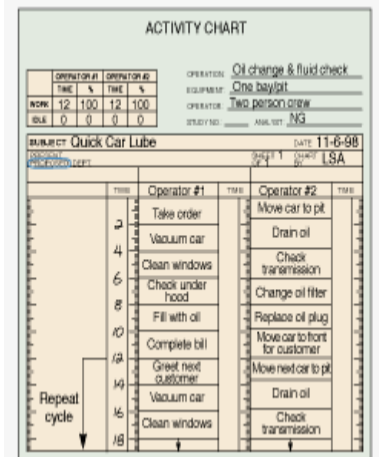 ACTIVITY CHART
OPERATOR #1 OPERATOR #2
TIME % TIME %
WORK 12 100 12 100
IDLE 0 0 0 0
OPERATION Oil change & fluid check
EQUIPMENT One bay/pit
OPERATOR Two person crew
STUDY NO. ANALYST NG
SUBJECT Quick Car Lube DATE 11-6-98
PRESENT
PROPOSED DEPT.
SHEET 1 OF 1 CHART BY LSA
TIME Operator #1 TIME Operator #2 TIME
Take order Move car to pit
2
Vacuum car Drain oil
4
Clean windows Check transmission
6
Check under hood Change oil filter
8
Fill with oil Replace oil plug
10
Complete bill Move car to front for customer
12
Greet next customer Move next car to pit
14
Vacuum car Drain oil
Repeat cycle
16
Clean windows Check transmission
18